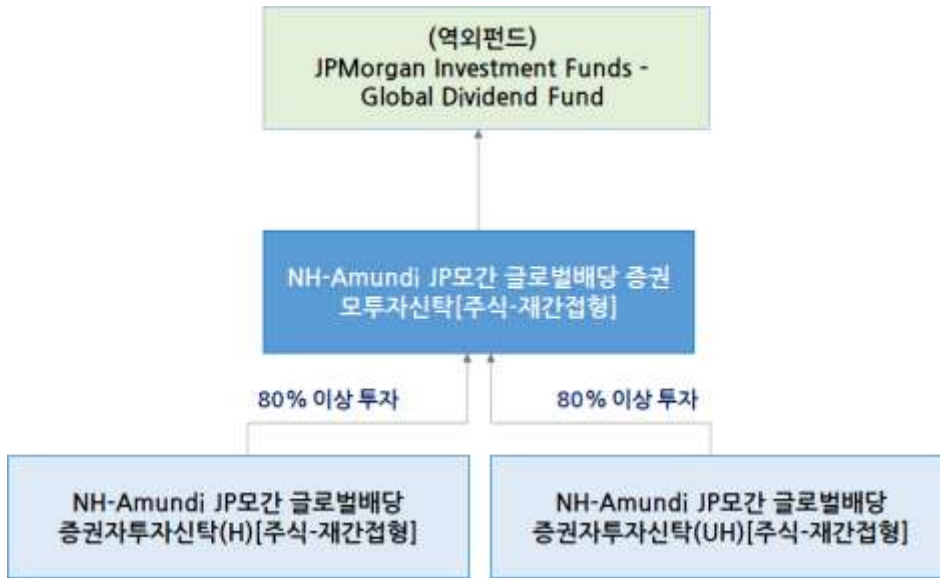 (역외펀드)
JPMorgan Investment Funds -
Global Dividend Fund
NH-Amundi JP모간 글로벌배당 증권
모투자신탁[주식-재간접형]
80% 이상 투자
80% 이상 투자
NH-Amundi JP모간 글로벌배당
증권자투자신탁(H)[주식-재간접형]
NH-Amundi JP모간 글로벌배당
증권자투자신탁(UH)[주식-재간접형]